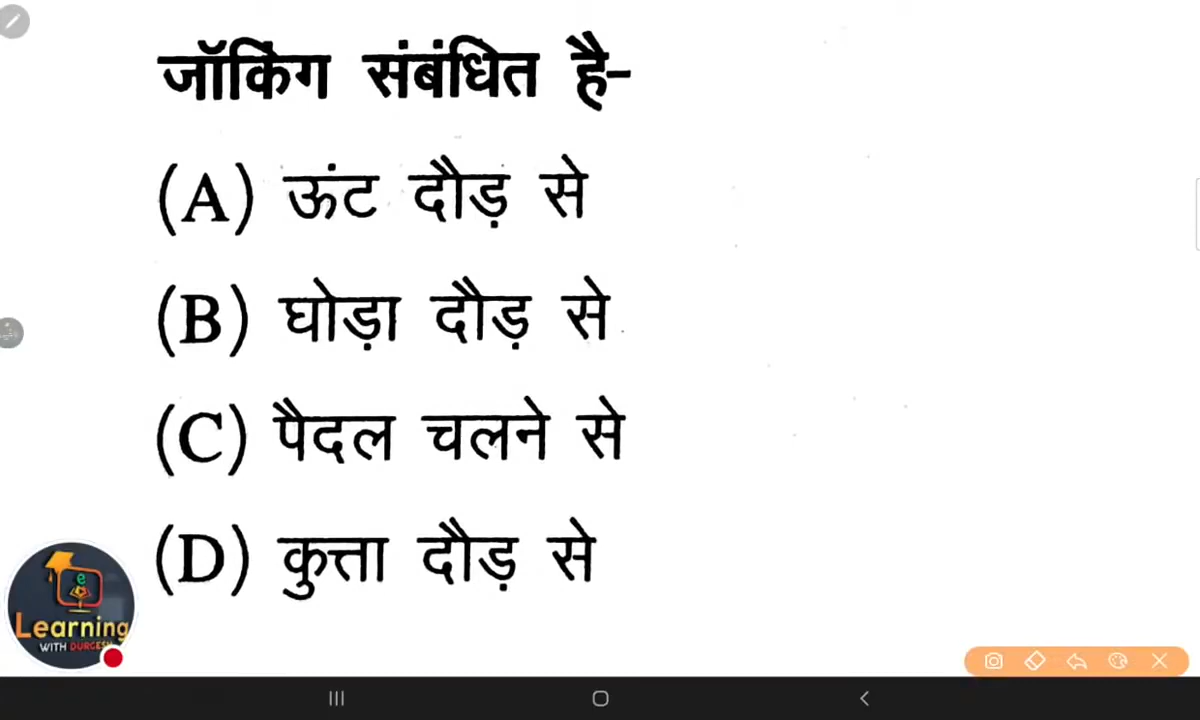 जॉकिंग संबंधित है-
(A) ऊंट दौड़ से
(B) घोड़ा दौड़ से
(C) पैदल चलने से
(D) कुत्ता दौड़ से
e
Learning
WITH DURGESH